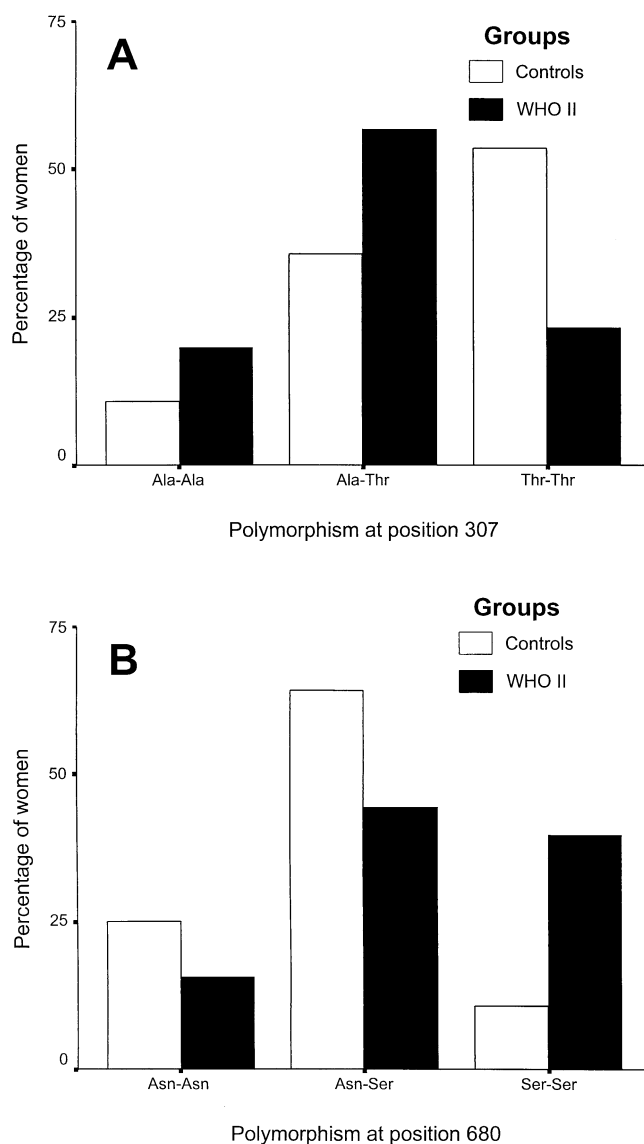 75
A
Groups
Controls
WHO II
50
Percentage of women
25
0
Ala-Ala Ala-Thr Thr-Thr
Polymorphism at position 307
Groups
75
Controls
B
WHO II
50
Percentage of women
25
0
Asn-Asn Asn-Ser Ser-Ser
Polymorphism at position 680